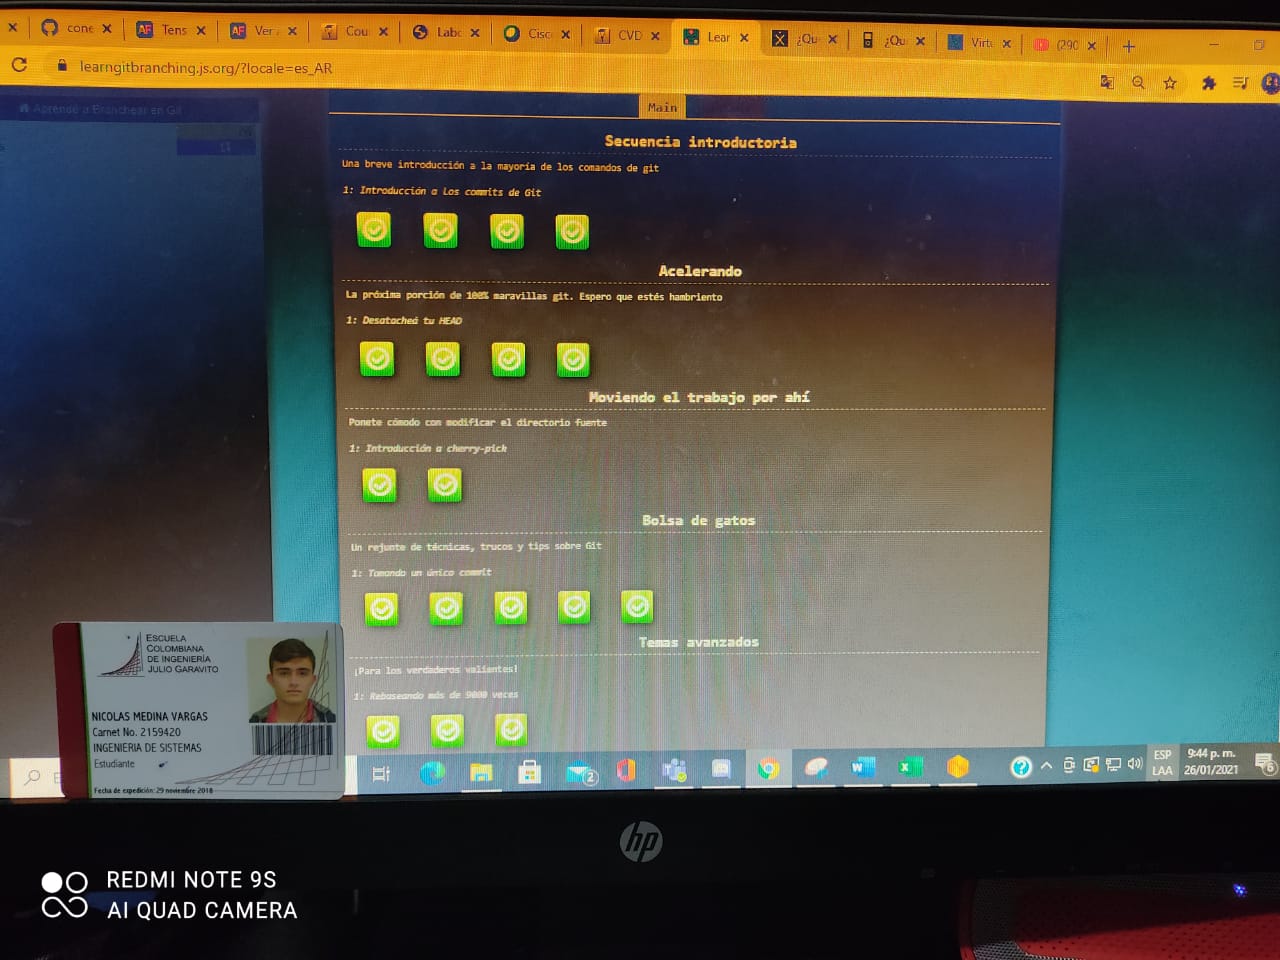 cone
Tens
Ver
Cou
Labo
Cisc
CVD
Lear
¿Qu
¿Qu
Virtu
(290
learngitbranching.js.org/?locale=es_AR
Aprendé a Branchear en Git
Main
Secuencia introductoria
Una breve introducción a la mayoría de los comandos de git
1: Introducción a Los commits de Git
Acelerando
La próxima porción de 100% maravillas git. Espero que estés hambriento
1: Desatacheá tu HEAD
Moviendo el trabajo por ahí
Ponete cómodo con modificar el directorio fuente
1: Introducción a cherry-pick
Bolsa de gatos
Un rejunte de técnicas, trucos y tips sobre Git
1: Tomando un único commit
Temas avanzados
¡Para los verdaderos valientes!
1: Rebaseando más de 9000 veces
ESCUELA
COLOMBIANA
DE INGENIERÍA
JULIO GARAVITO
NICOLAS MEDINA VARGAS
Carnet No. 2159420
INGENIERIA DE SISTEMAS
Estudiante
Fecha de expedición: 29 noviembre 2018
2
ESP
LAA
9:44 p. m.
26/01/2021
6
hp
REDMI NOTE 9S
AI QUAD CAMERA